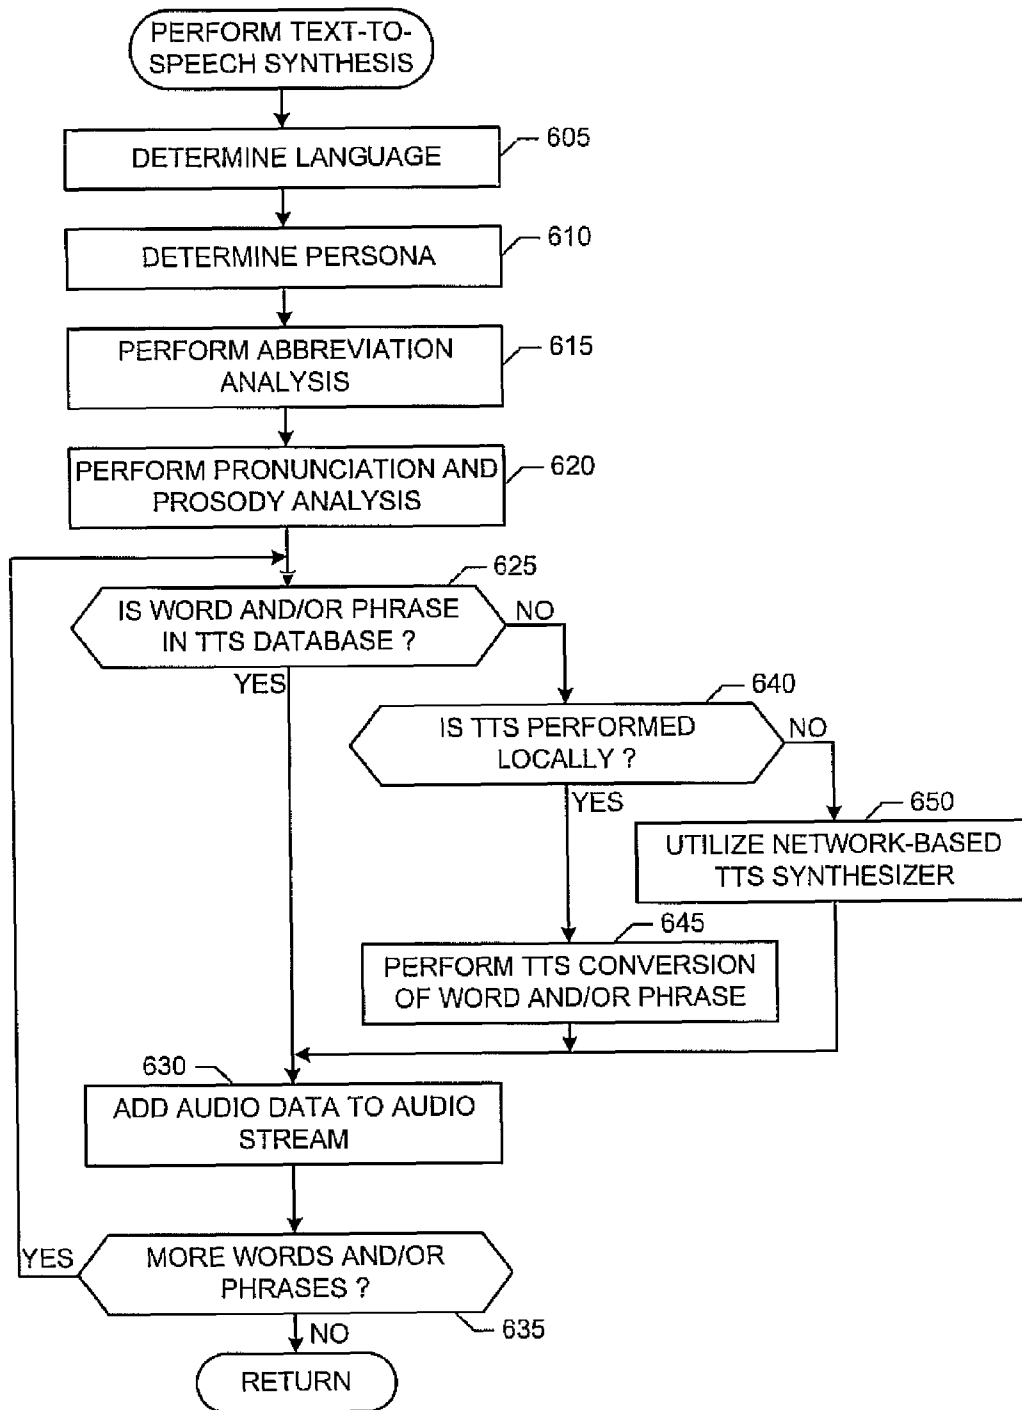 PERFORM TEXT-TO-
SPEECH SYNTHESIS
605
DETERMINE LANGUAGE
610
DETERMINE PERSONA
615
PERFORM ABBREVIATION
ANALYSIS
620
PERFORM PRONUNCIATION AND
PROSODY ANALYSIS
625
IS WORD AND/OR PHRASE
IN TTS DATABASE ?
NO
YES
640
IS TTS PERFORMED
LOCALLY ?
NO
YES
650
UTILIZE NETWORK-BASED
TTS SYNTHESIZER
645
PERFORM TTS CONVERSION
OF WORD AND/OR PHRASE
630
ADD AUDIO DATA TO AUDIO
STREAM
YES
MORE WORDS AND/OR
PHRASES ?
635
NO
RETURN